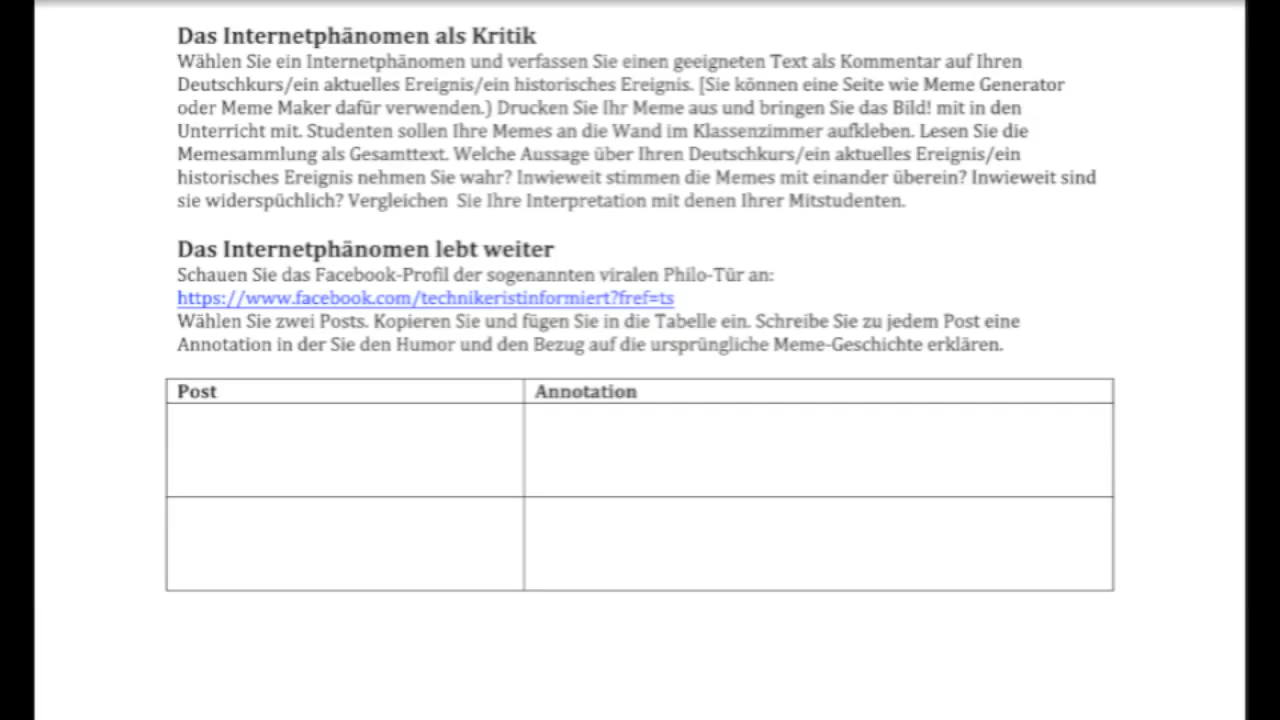 Das Internetphänomen als Kritik
Wählen Sie ein Internetphänomen und verfassen Sie einen geeigneten Text als Kommentar auf Ihren
Deutschkurs/ein aktuelles Ereignis/ein historisches Ereignis. [Sie können eine Seite wie Meme Generator
oder Meme Maker dafür verwenden.) Drucken Sie Ihr Meme aus und bringen Sie das Bild! mit in den
Unterricht mit. Studenten sollen Ihre Memes an die Wand im Klassenzimmer aufkleben. Lesen Sie die
Memesammlung als Gesamttext. Welche Aussage über Ihren Deutschkurs/ein aktuelles Ereignis/ein
historisches Ereignis nehmen Sie wahr? Inwieweit stimmen die Memes mit einander überein? Inwieweit sind
sie widerspüchlich? Vergleichen Sie Ihre Interpretation mit denen Ihrer Mitstudenten.
Das Internetphänomen lebt weiter
Schauen Sie das Facebook-Profil der sogenannten viralen Philo-Tür an:
https://www.facebook.com/technikeristinformiert?fref=ts
Wählen Sie zwei Posts. Kopieren Sie und fügen Sie in die Tabelle ein. Schreibe Sie zu jedem Post eine
Annotation in der Sie den Humor und den Bezug auf die ursprüngliche Meme-Geschichte erklären.
Post Annotation